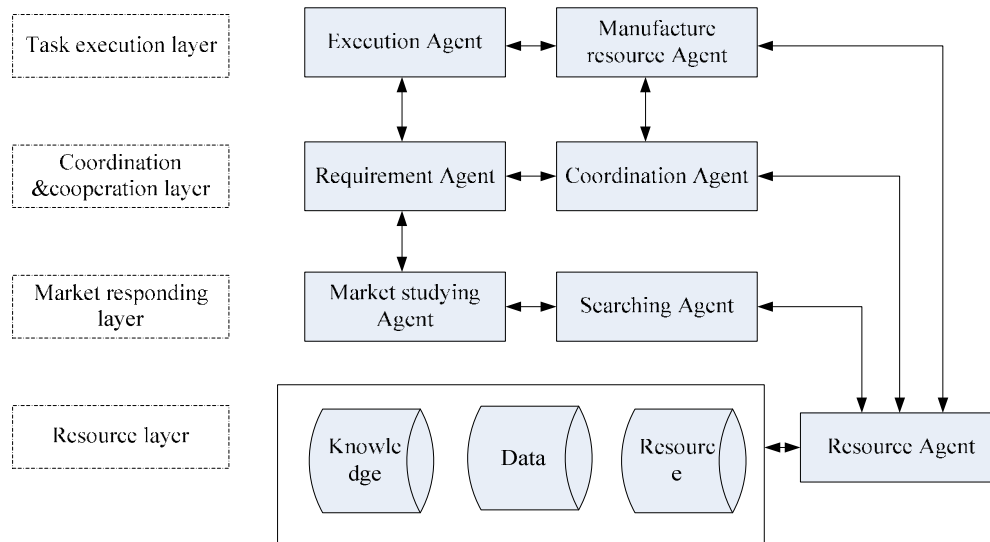 Task execution layer
Execution Agent
Manufacture
resource Agent
Coordination
&cooperation layer
Requirement Agent
Coordination Agent
Market responding
layer
Market studying
Agent
Searching Agent
Resource layer
Knowle
dge
Data
Resourc
e
Resource Agent